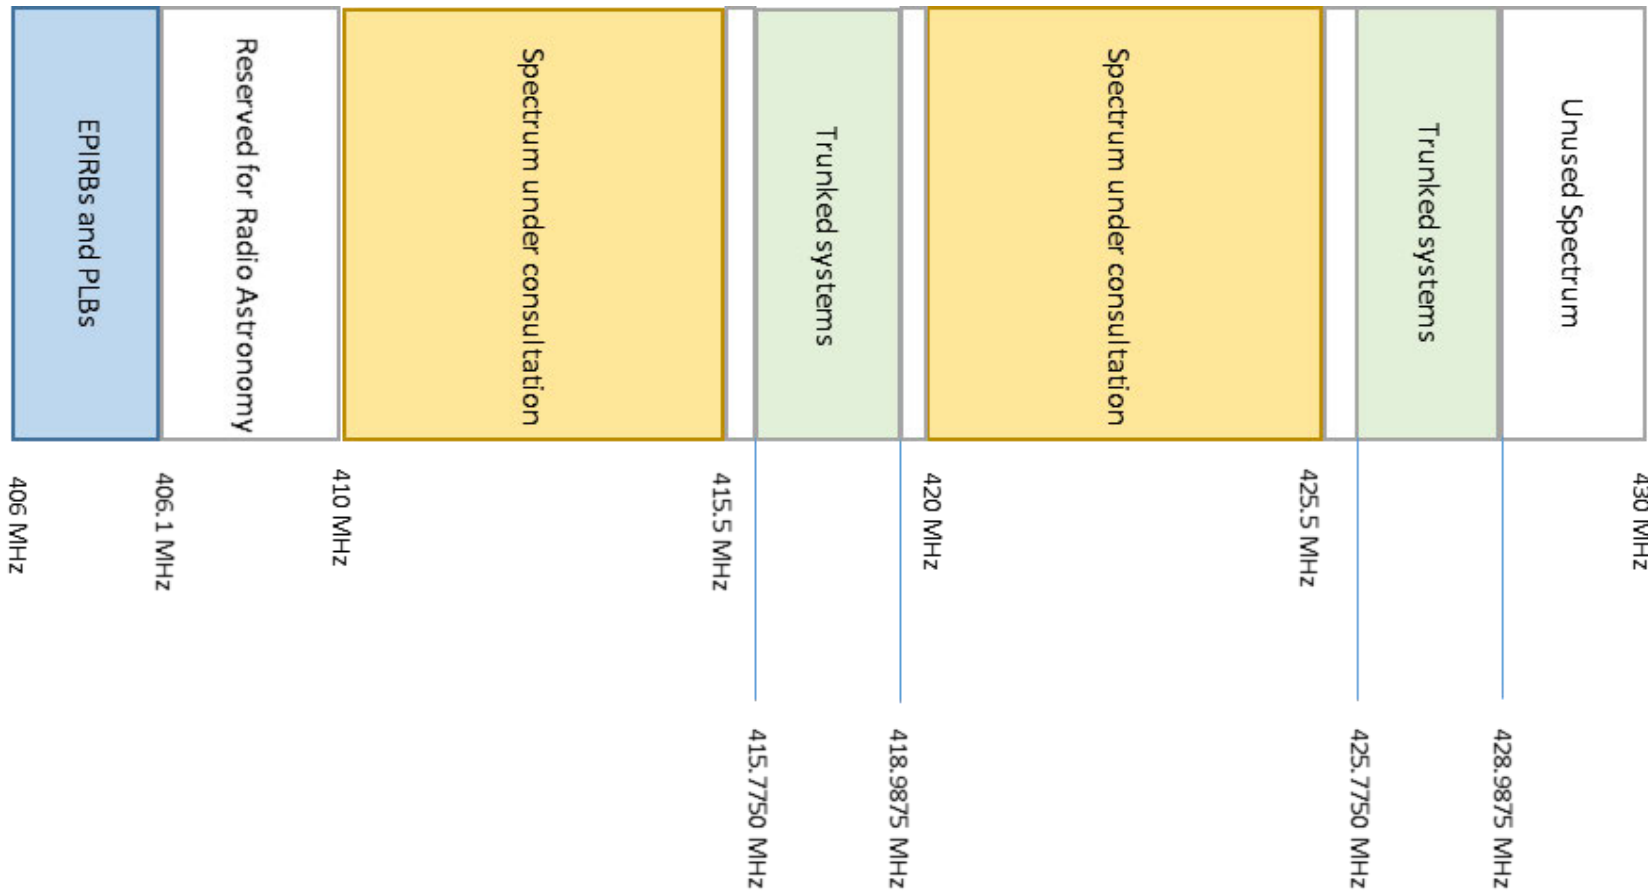 EPIRBs and PLBs
Reserved for Radio Astronomy
Spectrum under consultation
Trunked systems
Spectrum under consultation
Trunked systems
Unused Spectrum
406 MHz
406.1 MHz
410 MHz
415.5 MHz
420 MHz
425.5 MHz
430 MHz
415.7750 MHz
418.9875 MHz
425.7750 MHz
428.9875 MHz